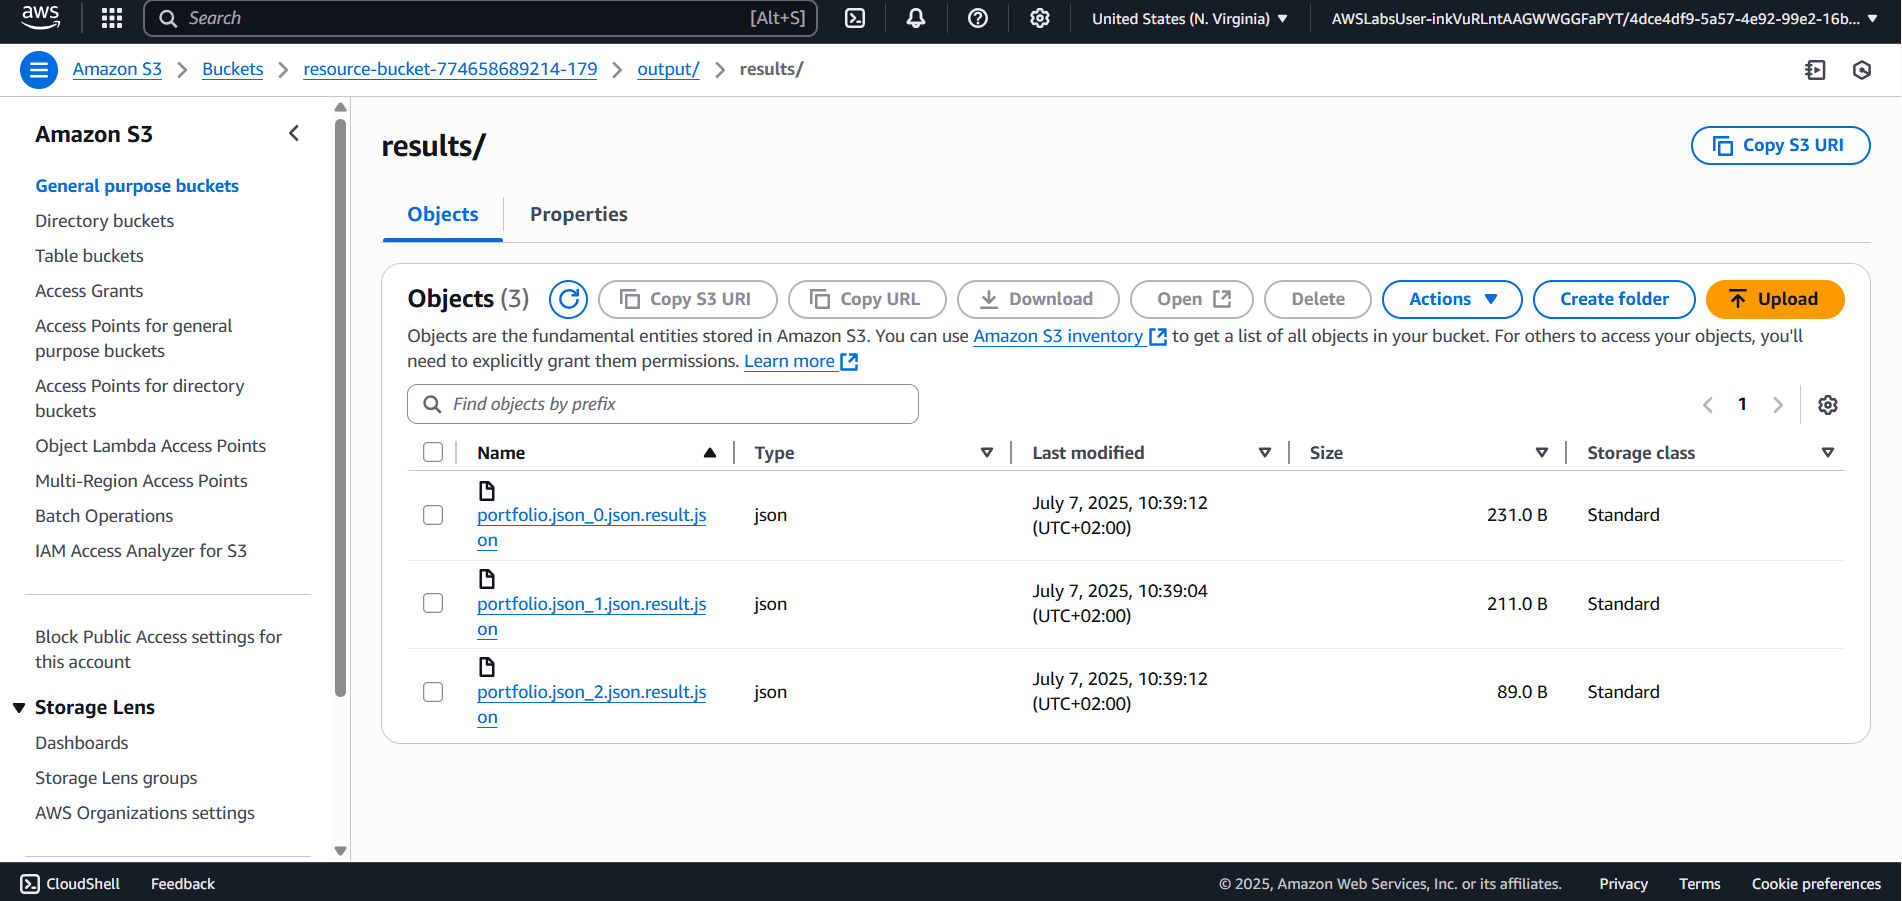 aws
Search
[Alt+S]
United States (N. Virginia)
AWSLabsUser-inkVuRLntAAGWWGGFaPYT/4dce4df9-5a57-4e92-99e2-16b...
Amazon S3
Buckets
resource-bucket-774658689214-179
output/
results/
Amazon S3
General purpose buckets
Directory buckets
Table buckets
Access Grants
Access Points for general
purpose buckets
Access Points for directory
buckets
Object Lambda Access Points
Multi-Region Access Points
Batch Operations
IAM Access Analyzer for S3
Block Public Access settings for
this account
Storage Lens
Dashboards
Storage Lens groups
AWS Organizations settings
results/
Copy S3 URI
Objects
Properties
Objects (3)
Copy S3 URI
Copy URL
Download
Open
Delete
Actions
Create folder
Upload
Objects are the fundamental entities stored in Amazon S3. You can use Amazon S3 inventory to get a list of all objects in your bucket. For others to access your objects, you'll
need to explicitly grant them permissions. Learn more
Find objects by prefix
1
Name
Type
Last modified
Size
Storage class
portfolio.json_0.json.result.js
on
json
July 7, 2025, 10:39:12
(UTC+02:00)
231.0 B
Standard
portfolio.json_1.json.result.js
on
json
July 7, 2025, 10:39:04
(UTC+02:00)
211.0 B
Standard
portfolio.json_2.json.result.js
on
json
July 7, 2025, 10:39:12
(UTC+02:00)
89.0 B
Standard
CloudShell
Feedback
© 2025, Amazon Web Services, Inc. or its affiliates.
Privacy
Terms
Cookie preferences